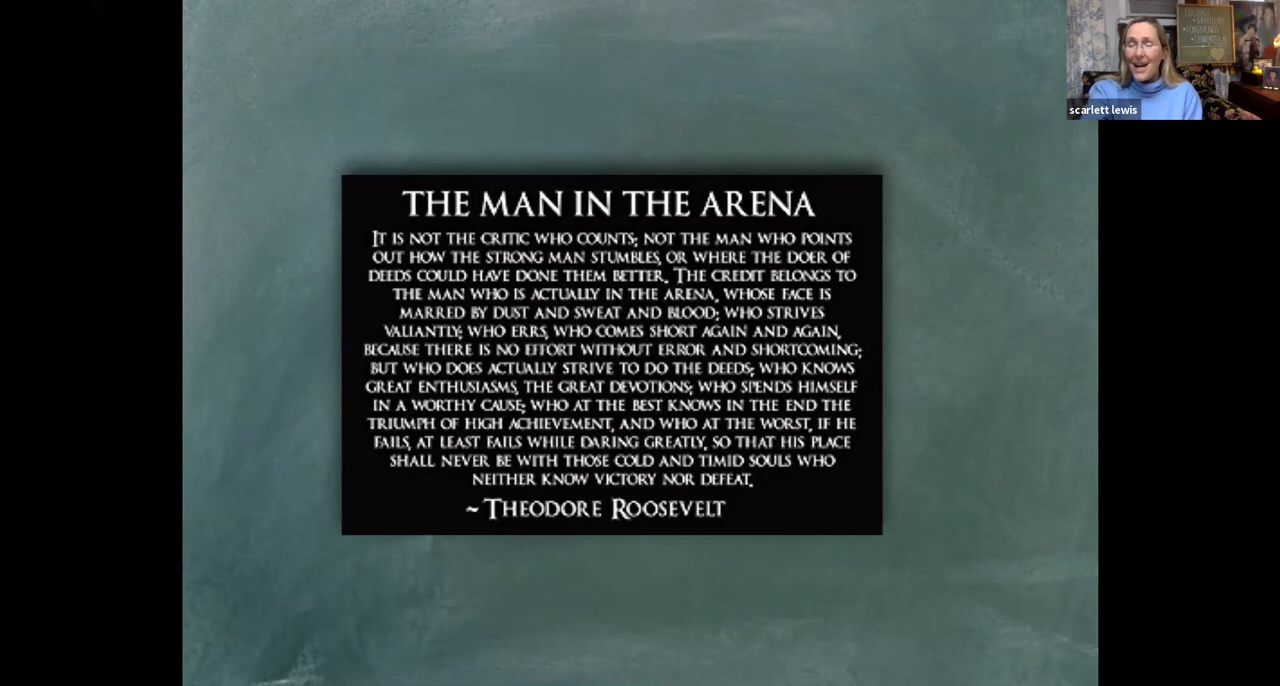 THE MAN IN THE ARENA
IT IS NOT THE CRITIC WHO COUNTS; NOT THE MAN WHO POINTS
OUT HOW THE STRONG MAN STUMBLES, OR WHERE THE DOER OF
DEEDS COULD HAVE DONE THEM BETTER. THE CREDIT BELONGS TO
THE MAN WHO IS ACTUALLY IN THE ARENA, WHOSE FACE IS
MARRED BY DUST AND SWEAT AND BLOOD; WHO STRIVES
VALIANTLY; WHO ERRS, WHO COMES SHORT AGAIN AND AGAIN,
BECAUSE THERE IS NO EFFORT WITHOUT ERROR AND SHORTCOMING;
BUT WHO DOES ACTUALLY STRIVE TO DO THE DEEDS; WHO KNOWS
GREAT ENTHUSIASMS, THE GREAT DEVOTIONS; WHO SPENDS HIMSELF
IN A WORTHY CAUSE; WHO AT THE BEST KNOWS IN THE END THE
TRIUMPH OF HIGH ACHIEVEMENT, AND WHO AT THE WORST, IF HE
FAILS, AT LEAST FAILS WHILE DARING GREATLY, SO THAT HIS PLACE
SHALL NEVER BE WITH THOSE COLD AND TIMID SOULS WHO
NEITHER KNOW VICTORY NOR DEFEAT.
~ THEODORE ROOSEVELT
scarlett lewis